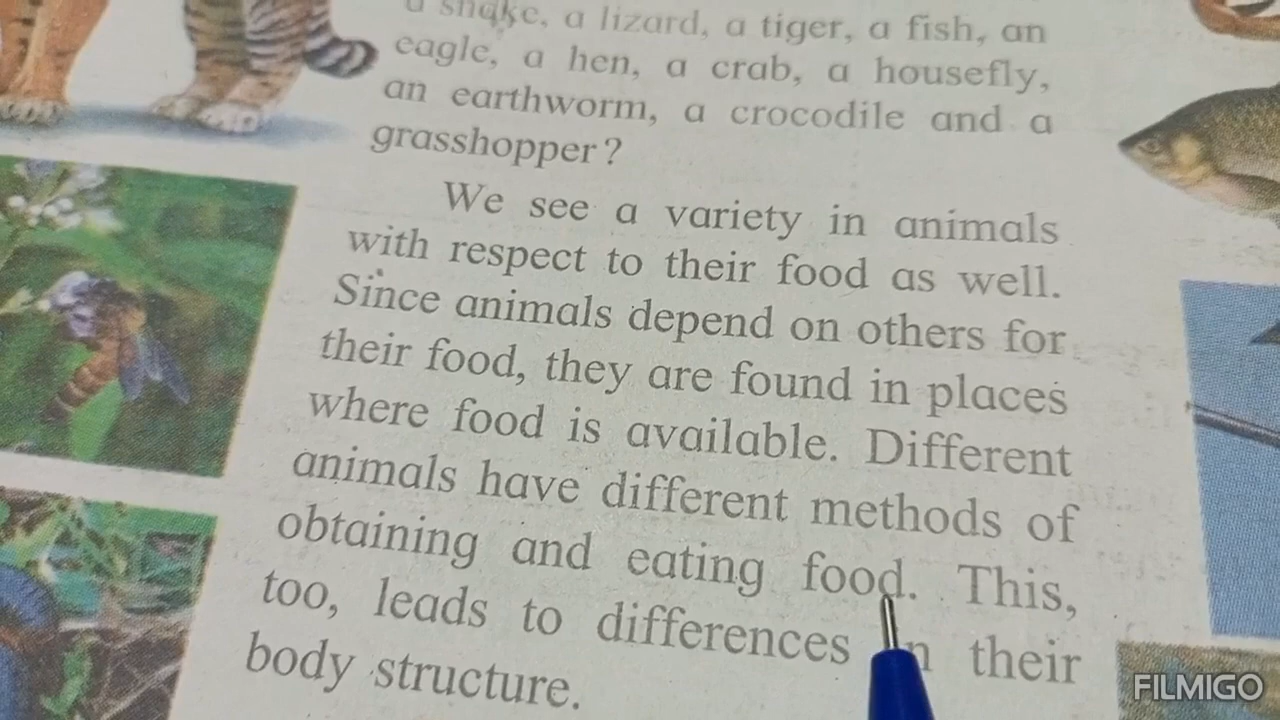 a snake, a lizard, a tiger, a fish, an
eagle, a hen, a crab, a housefly,
an earthworm, a crocodile and a
grasshopper?
We see a variety in animals
with respect to their food as well.
Since animals depend on others for
their food, they are found in places
where food is available. Different
animals have different methods of
obtaining and eating food. This,
too, leads to differences in their
body structure.
FILMIGO